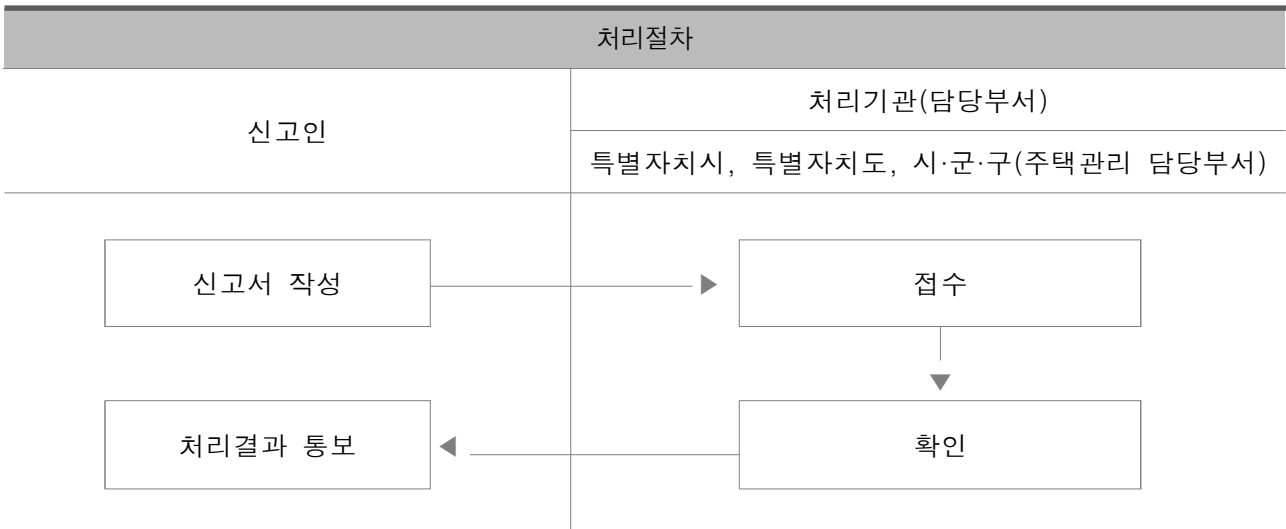 처리절차
신고인
처리기관(담당부서)
특별자치시, 특별자치도, 시·군·구(주택관리 담당부서)
신고서 작성
접수
처리결과 통보
확인